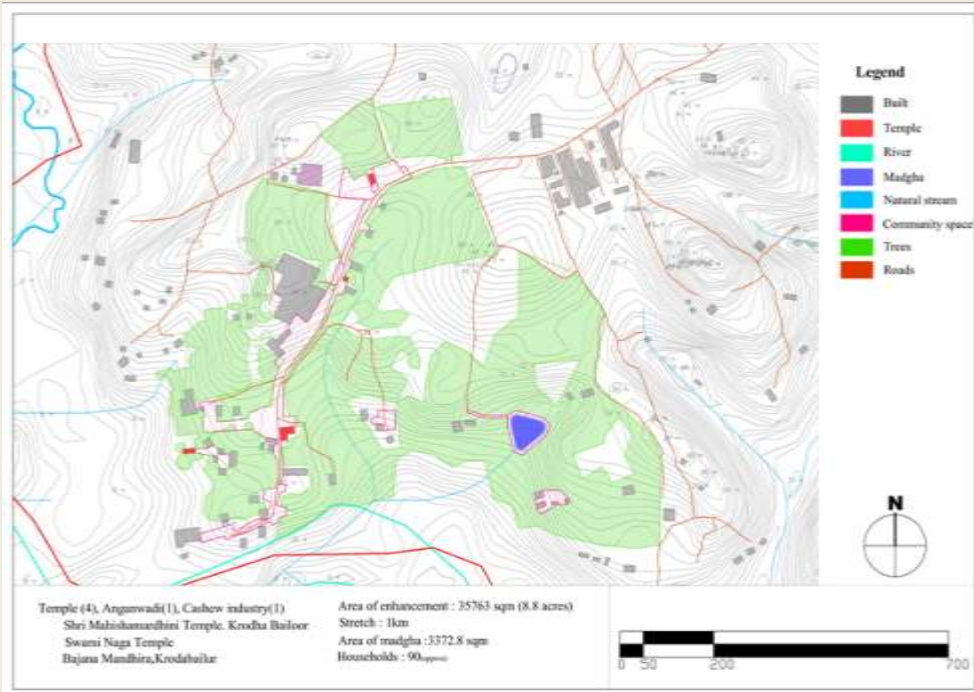 Legend
Built
Temple
River
Madgha
Natural stream
Community space
Trees
Roads
N
Temple (4), Anganwadi(1), Cashew industry(1)
Shri Mahishamardhini Temple. Krodha Bailoor
Swami Naga Temple
Bajana Mandhira,Krodabailur
Area of enhancement : 35763 sqm (8.8 acres)
Stretch : 1km
Area of madgha :3372.8 sqm
Households : 90(approx)
0 50 200 700